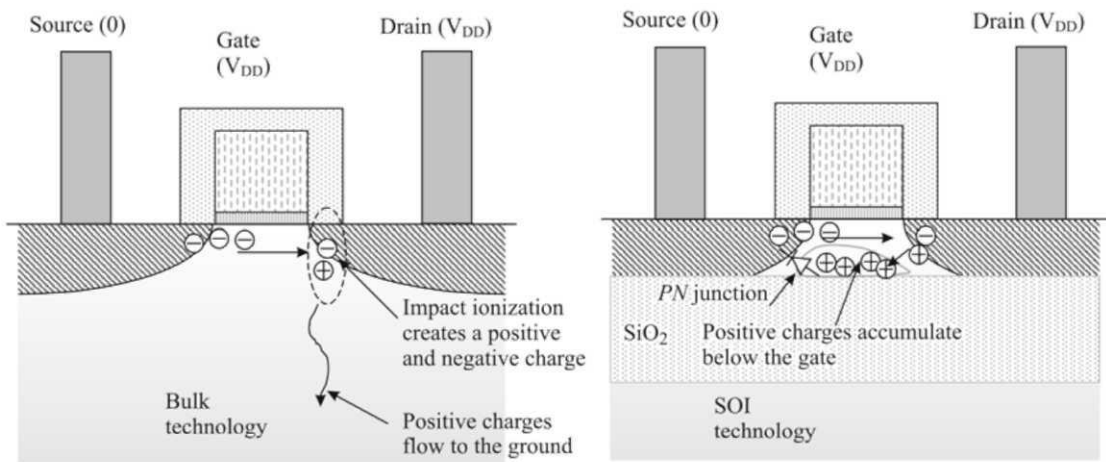 Source (0)
Gate
(V_DD)
Drain (V_DD)
Impact ionization
creates a positive
and negative charge
Bulk
technology
Positive charges
flow to the ground
Source (0)
Gate
(V_DD)
Drain (V_DD)
PN junction
SiO₂
Positive charges accumulate
below the gate
SOI
technology